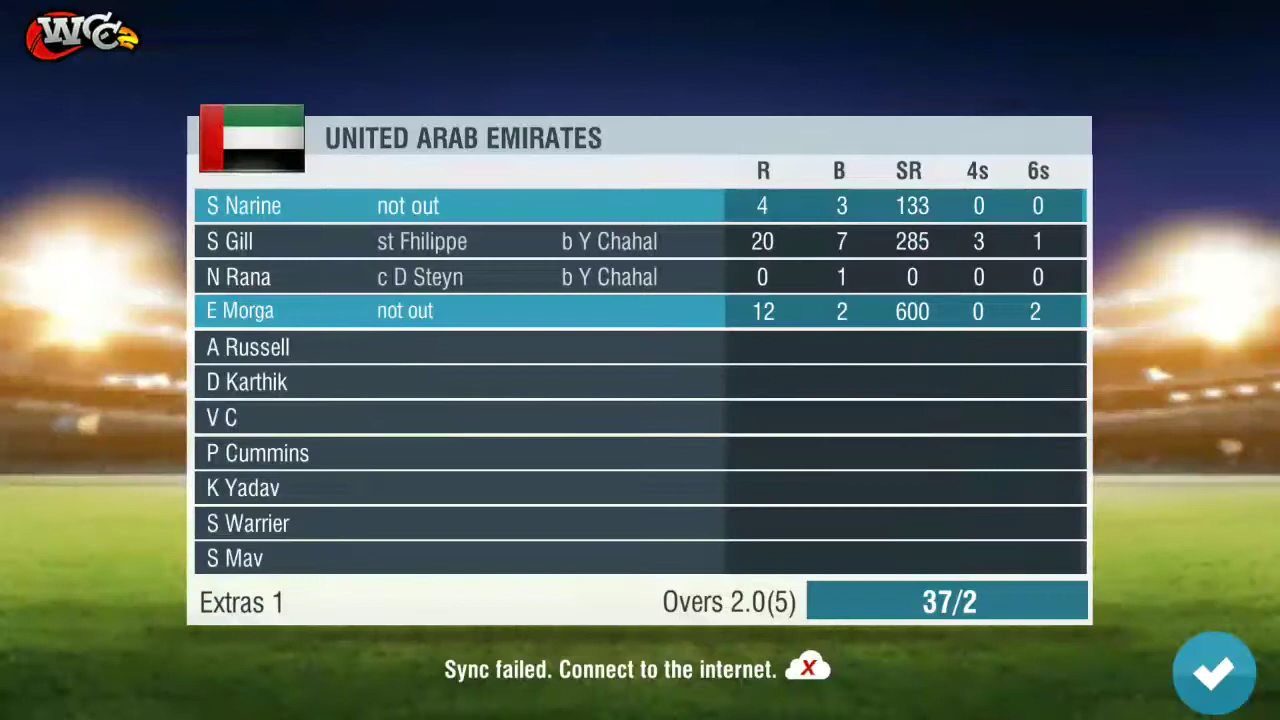 WCC
UNITED ARAB EMIRATES
R B SR 4s 6s
S Narine not out 4 3 133 0 0
S Gill st Fhilippe b Y Chahal 20 7 285 3 1
N Rana c D Steyn b Y Chahal 0 1 0 0 0
E Morga not out 12 2 600 0 2
A Russell
D Karthik
V C
P Cummins
K Yadav
S Warrier
S Mav
Extras 1 Overs 2.0(5) 37/2
Sync failed. Connect to the internet. X